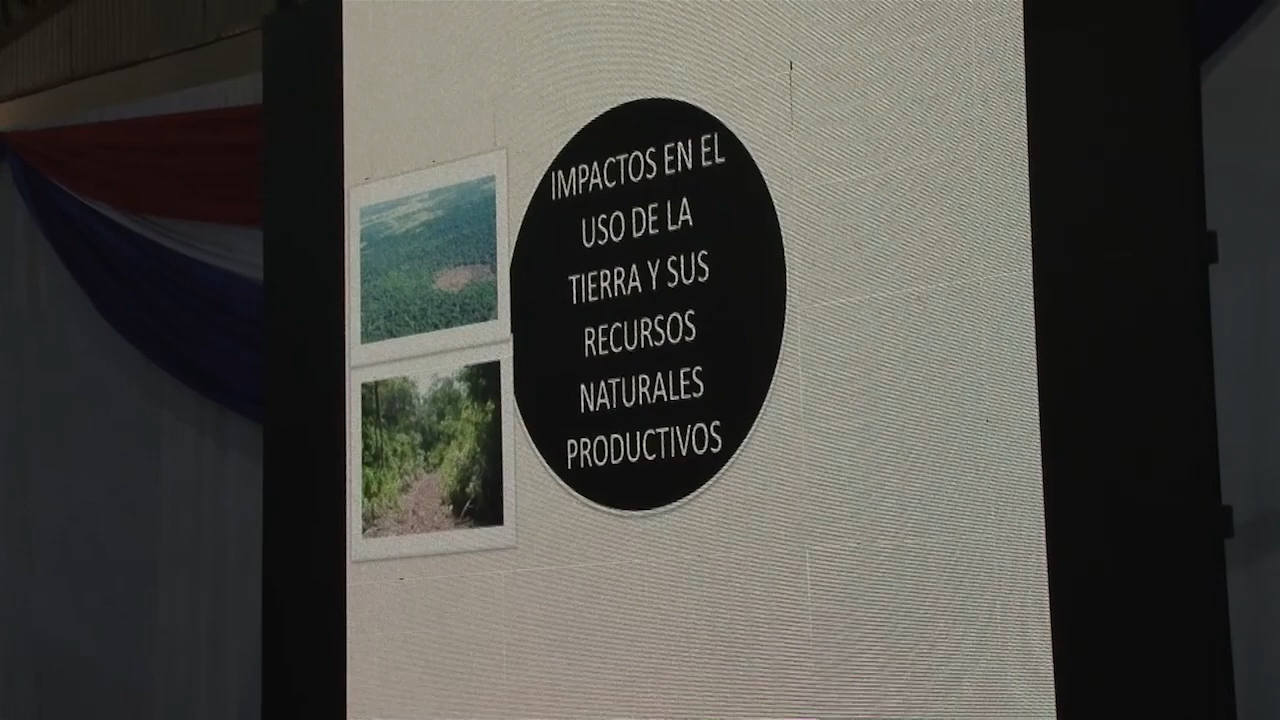 IMPACTOS EN EL
USO DE LA
TIERRA Y SUS
RECURSOS
NATURALES
PRODUCTIVOS